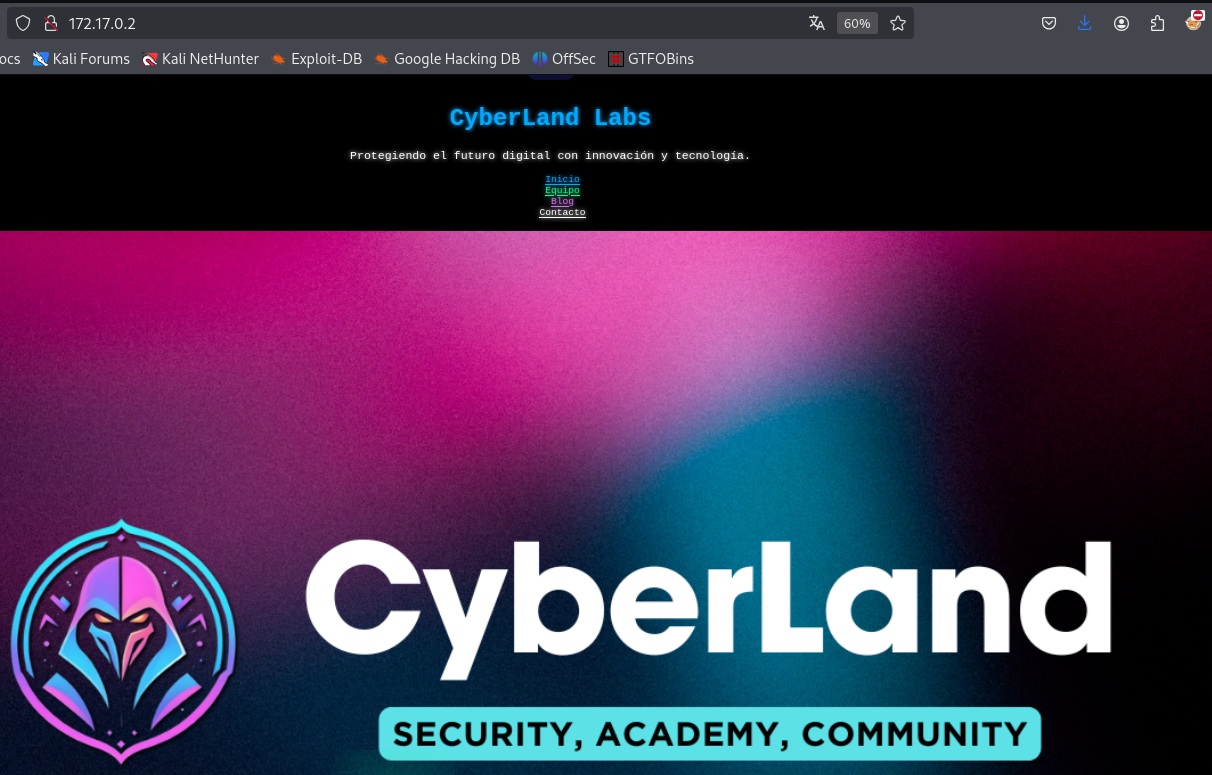 172.17.0.2 60%
ocs Kali Forums Kali NetHunter Exploit-DB Google Hacking DB OffSec GTFOBins
CyberLand Labs
Protegiendo el futuro digital con innovación y tecnología.
Inicio
Equipo
Blog
Contacto
CyberLand
SECURITY, ACADEMY, COMMUNITY